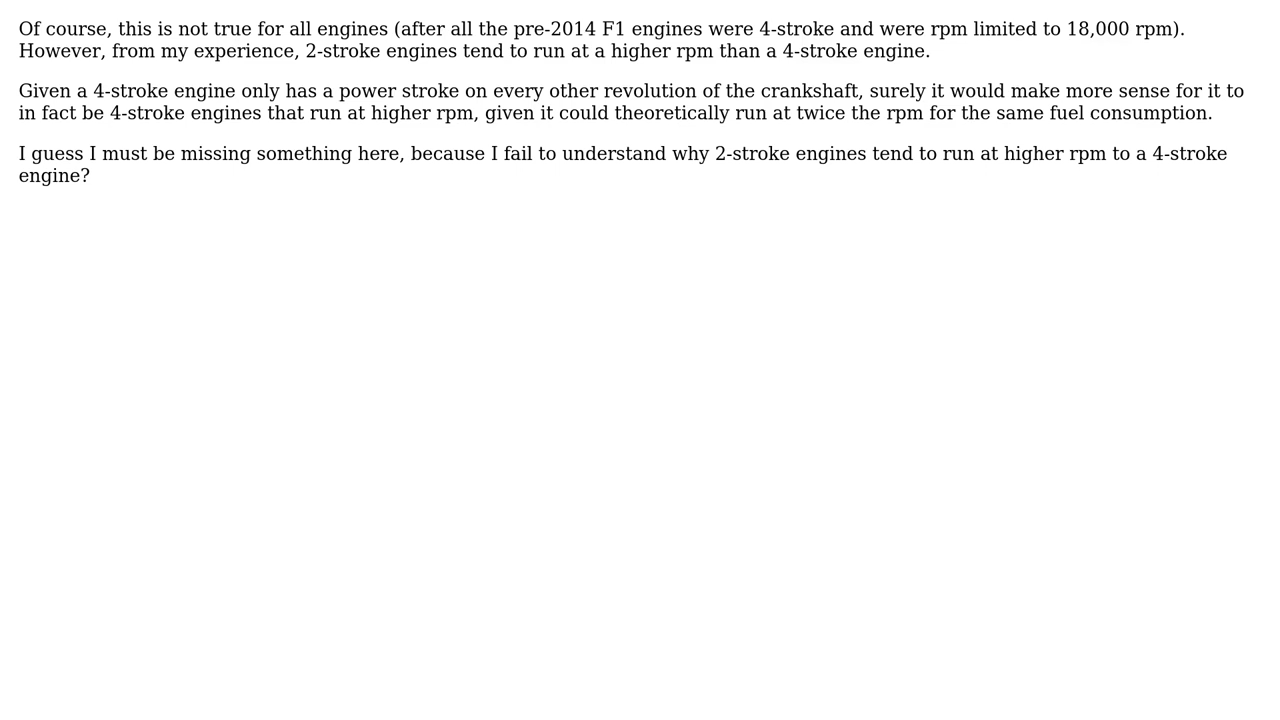 Of course, this is not true for all engines (after all the pre-2014 F1 engines were 4-stroke and were rpm limited to 18,000 rpm).
However, from my experience, 2-stroke engines tend to run at a higher rpm than a 4-stroke engine.
Given a 4-stroke engine only has a power stroke on every other revolution of the crankshaft, surely it would make more sense for it to
in fact be 4-stroke engines that run at higher rpm, given it could theoretically run at twice the rpm for the same fuel consumption.
I guess I must be missing something here, because I fail to understand why 2-stroke engines tend to run at higher rpm to a 4-stroke
engine?